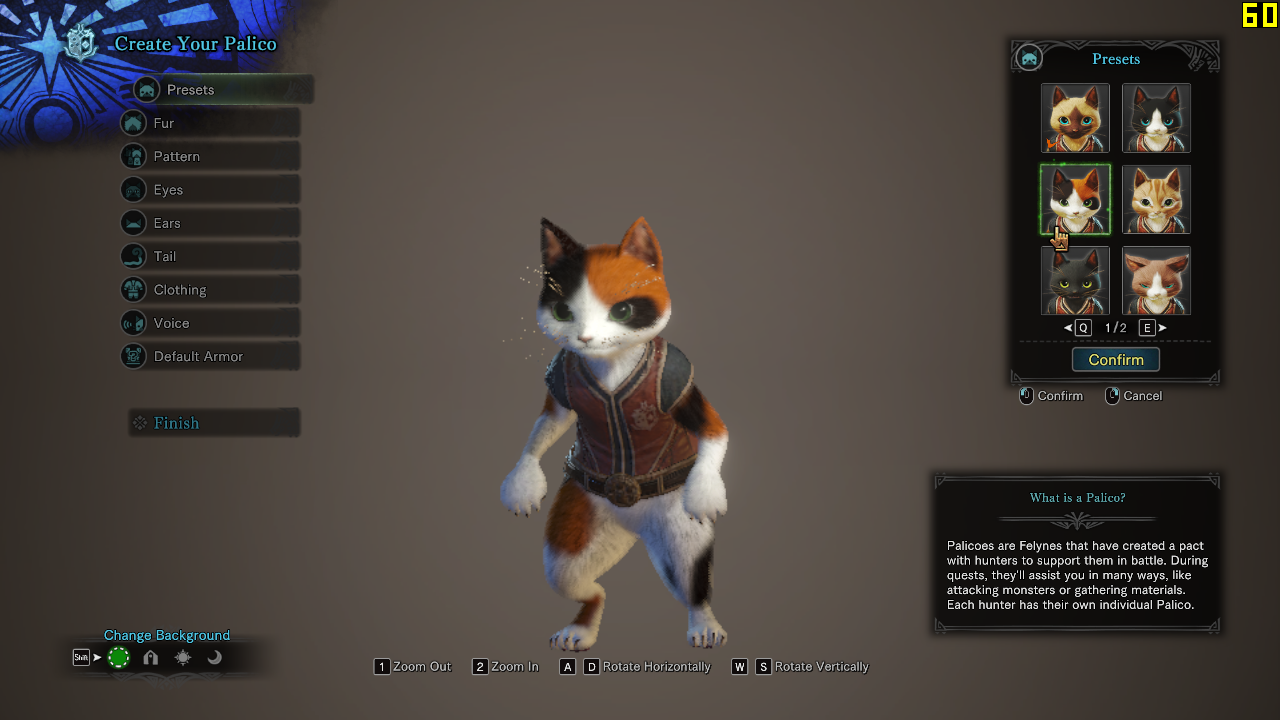 60
Create Your Palico
Presets
Fur
Pattern
Eyes
Ears
Tail
Clothing
Voice
Default Armor
Finish
Presets
Q 1/2 E
Confirm
Confirm Cancel
What is a Palico?
Palicoes are Felynes that have created a pact
with hunters to support them in battle. During
quests, they'll assist you in many ways, like
attacking monsters or gathering materials.
Each hunter has their own individual Palico.
Change Background
Shift
1 Zoom Out 2 Zoom In A D Rotate Horizontally W S Rotate Vertically